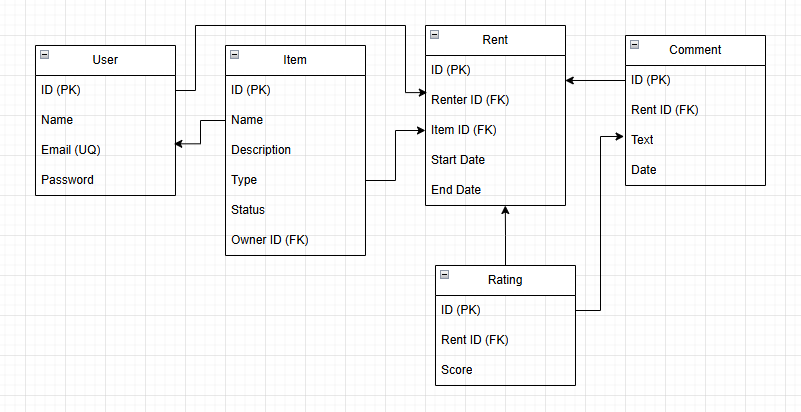 User
ID (PK)
Name
Email (UQ)
Password
Item
ID (PK)
Name
Description
Type
Status
Owner ID (FK)
Rent
ID (PK)
Renter ID (FK)
Item ID (FK)
Start Date
End Date
Comment
ID (PK)
Rent ID (FK)
Text
Date
Rating
ID (PK)
Rent ID (FK)
Score